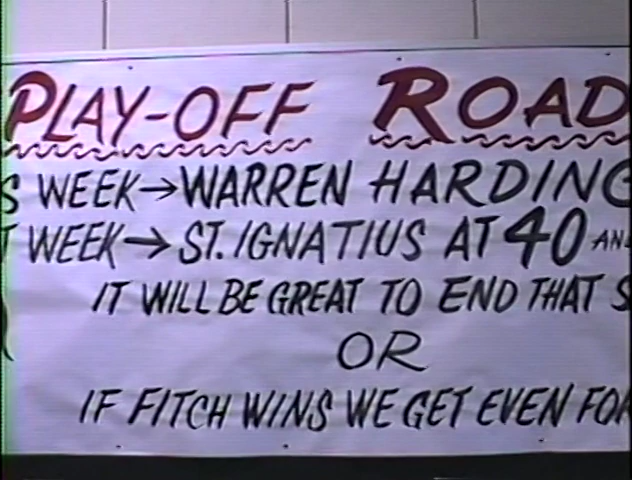 PLAY-OFF ROAD
S WEEK→WARREN HARDING
T WEEK→ST. IGNATIUS AT 40 AN
IT WILL BE GREAT TO END THAT S
OR
IF FITCH WINS WE GET EVEN FOR